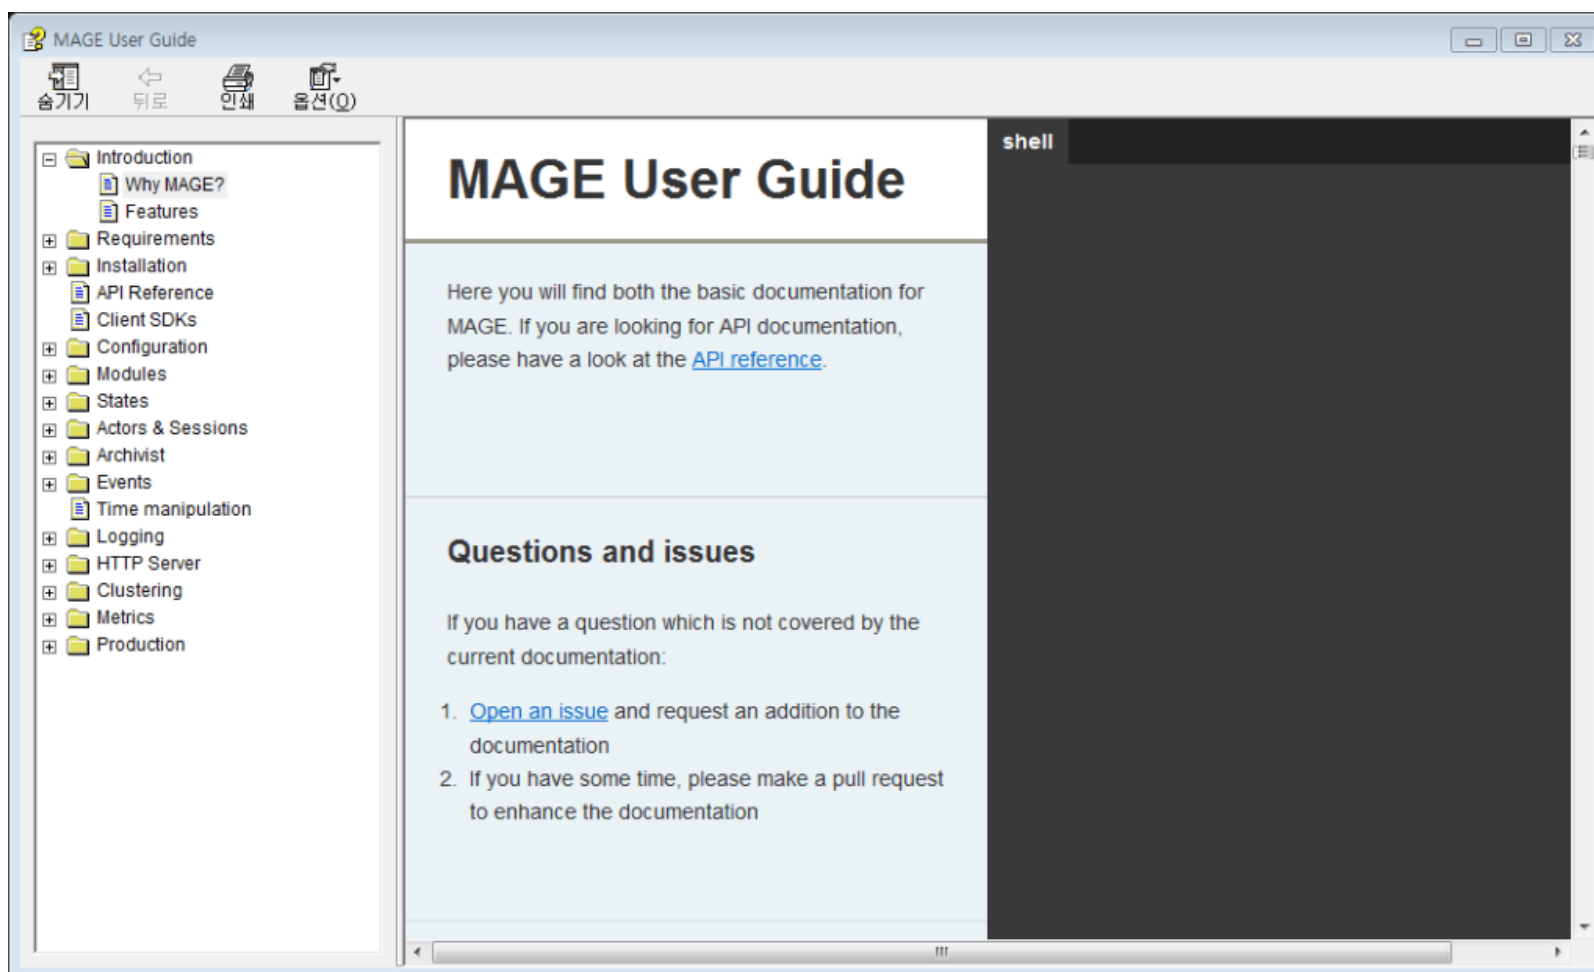 MAGE User Guide
숨기기
뒤로
인쇄
옵션(O)
Introduction
Why MAGE?
Features
Requirements
Installation
API Reference
Client SDKs
Configuration
Modules
States
Actors & Sessions
Archivist
Events
Time manipulation
Logging
HTTP Server
Clustering
Metrics
Production
MAGE User Guide
Here you will find both the basic documentation for
MAGE. If you are looking for API documentation,
please have a look at the API reference.
Questions and issues
If you have a question which is not covered by the
current documentation:
1. Open an issue and request an addition to the
documentation
2. If you have some time, please make a pull request
to enhance the documentation
shell